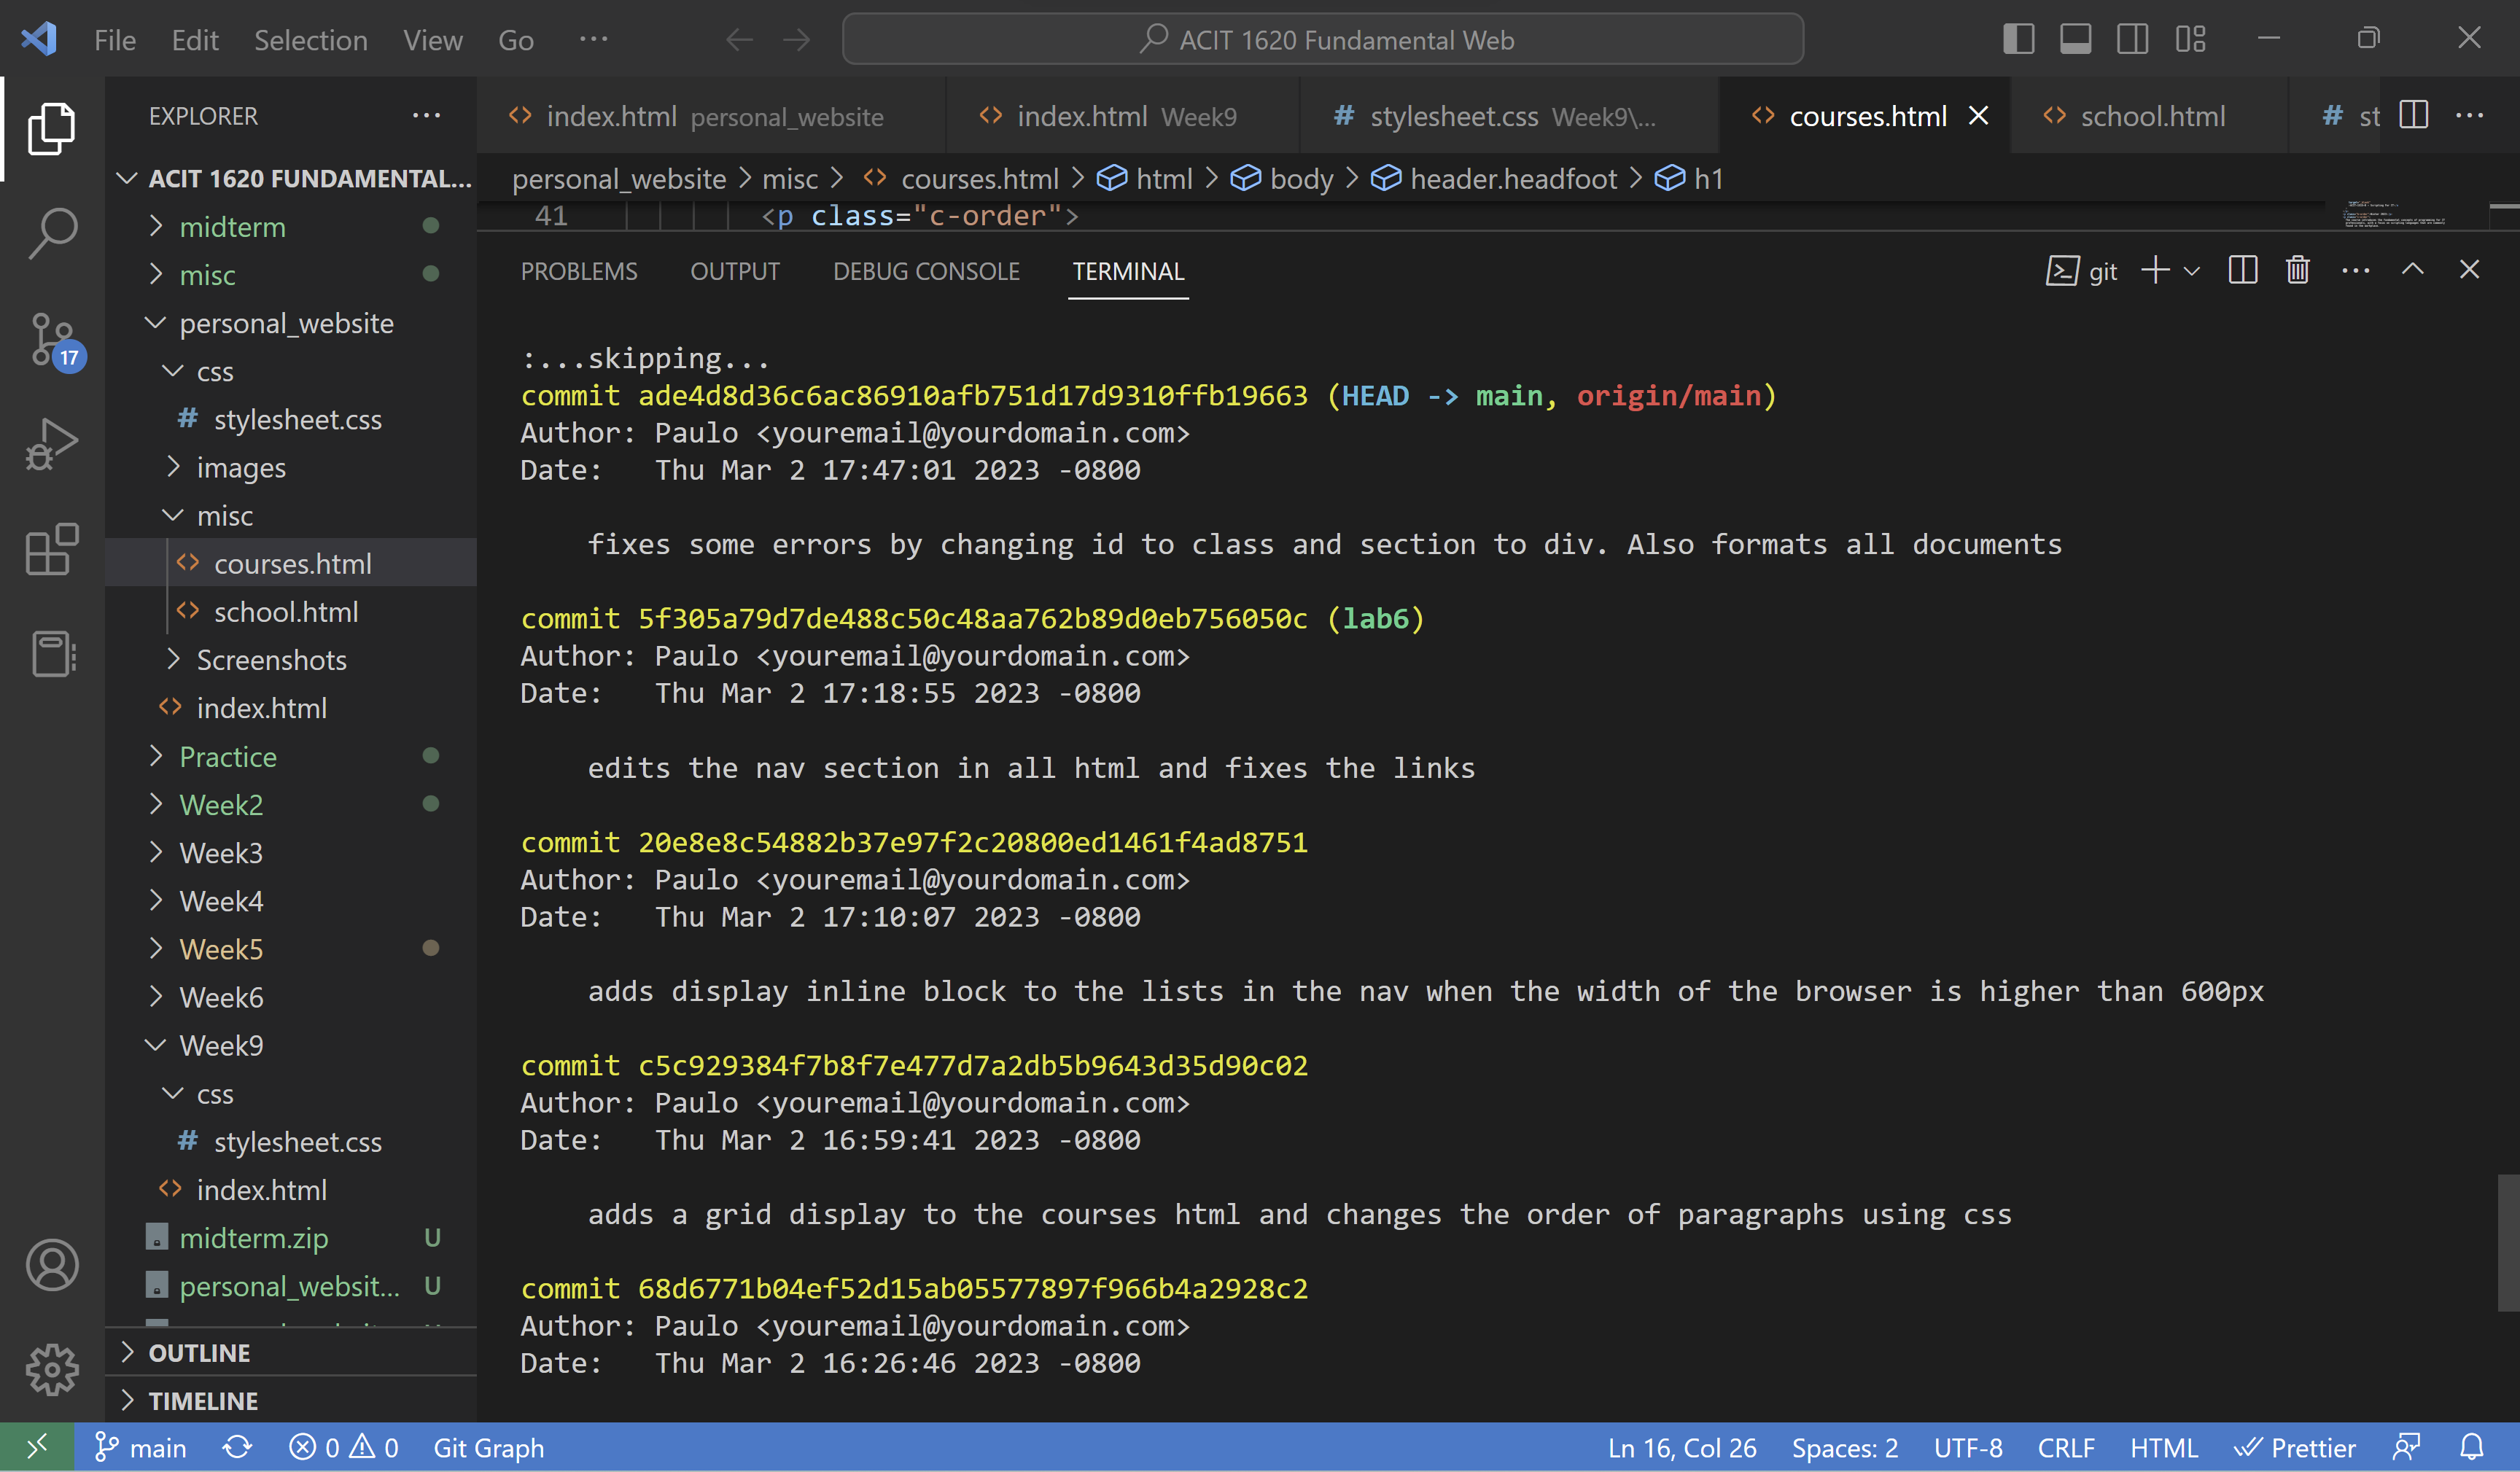 File Edit Selection View Go ···
ACIT 1620 Fundamental Web
EXPLORER
ACIT 1620 FUNDAMENTAL...
midterm
misc
personal_website
css
# stylesheet.css
images
misc
<> courses.html
<> school.html
Screenshots
<> index.html
Practice
Week2
Week3
Week4
Week5
Week6
Week9
css
# stylesheet.css
<> index.html
midterm.zip U
personal_websit... U
OUTLINE
TIMELINE
17
<> index.html personal_website
<> index.html Week9
# stylesheet.css Week9\...
<> courses.html
<> school.html
# st
personal_website > misc > <> courses.html > html > body > header.headfoot > h1
41 <p class="c-order">
PROBLEMS OUTPUT DEBUG CONSOLE TERMINAL
git
:...skipping...
commit ade4d8d36c6ac86910afb751d17d9310ffb19663 (HEAD -> main, origin/main)
Author: Paulo <youremail@yourdomain.com>
Date: Thu Mar 2 17:47:01 2023 -0800
fixes some errors by changing id to class and section to div. Also formats all documents
commit 5f305a79d7de488c50c48aa762b89d0eb756050c (lab6)
Author: Paulo <youremail@yourdomain.com>
Date: Thu Mar 2 17:18:55 2023 -0800
edits the nav section in all html and fixes the links
commit 20e8e8c54882b37e97f2c20800ed1461f4ad8751
Author: Paulo <youremail@yourdomain.com>
Date: Thu Mar 2 17:10:07 2023 -0800
adds display inline block to the lists in the nav when the width of the browser is higher than 600px
commit c5c929384f7b8f7e477d7a2db5b9643d35d90c02
Author: Paulo <youremail@yourdomain.com>
Date: Thu Mar 2 16:59:41 2023 -0800
adds a grid display to the courses html and changes the order of paragraphs using css
commit 68d6771b04ef52d15ab05577897f966b4a2928c2
Author: Paulo <youremail@yourdomain.com>
Date: Thu Mar 2 16:26:46 2023 -0800
main 0 0 Git Graph
Ln 16, Col 26 Spaces: 2 UTF-8 CRLF HTML Prettier